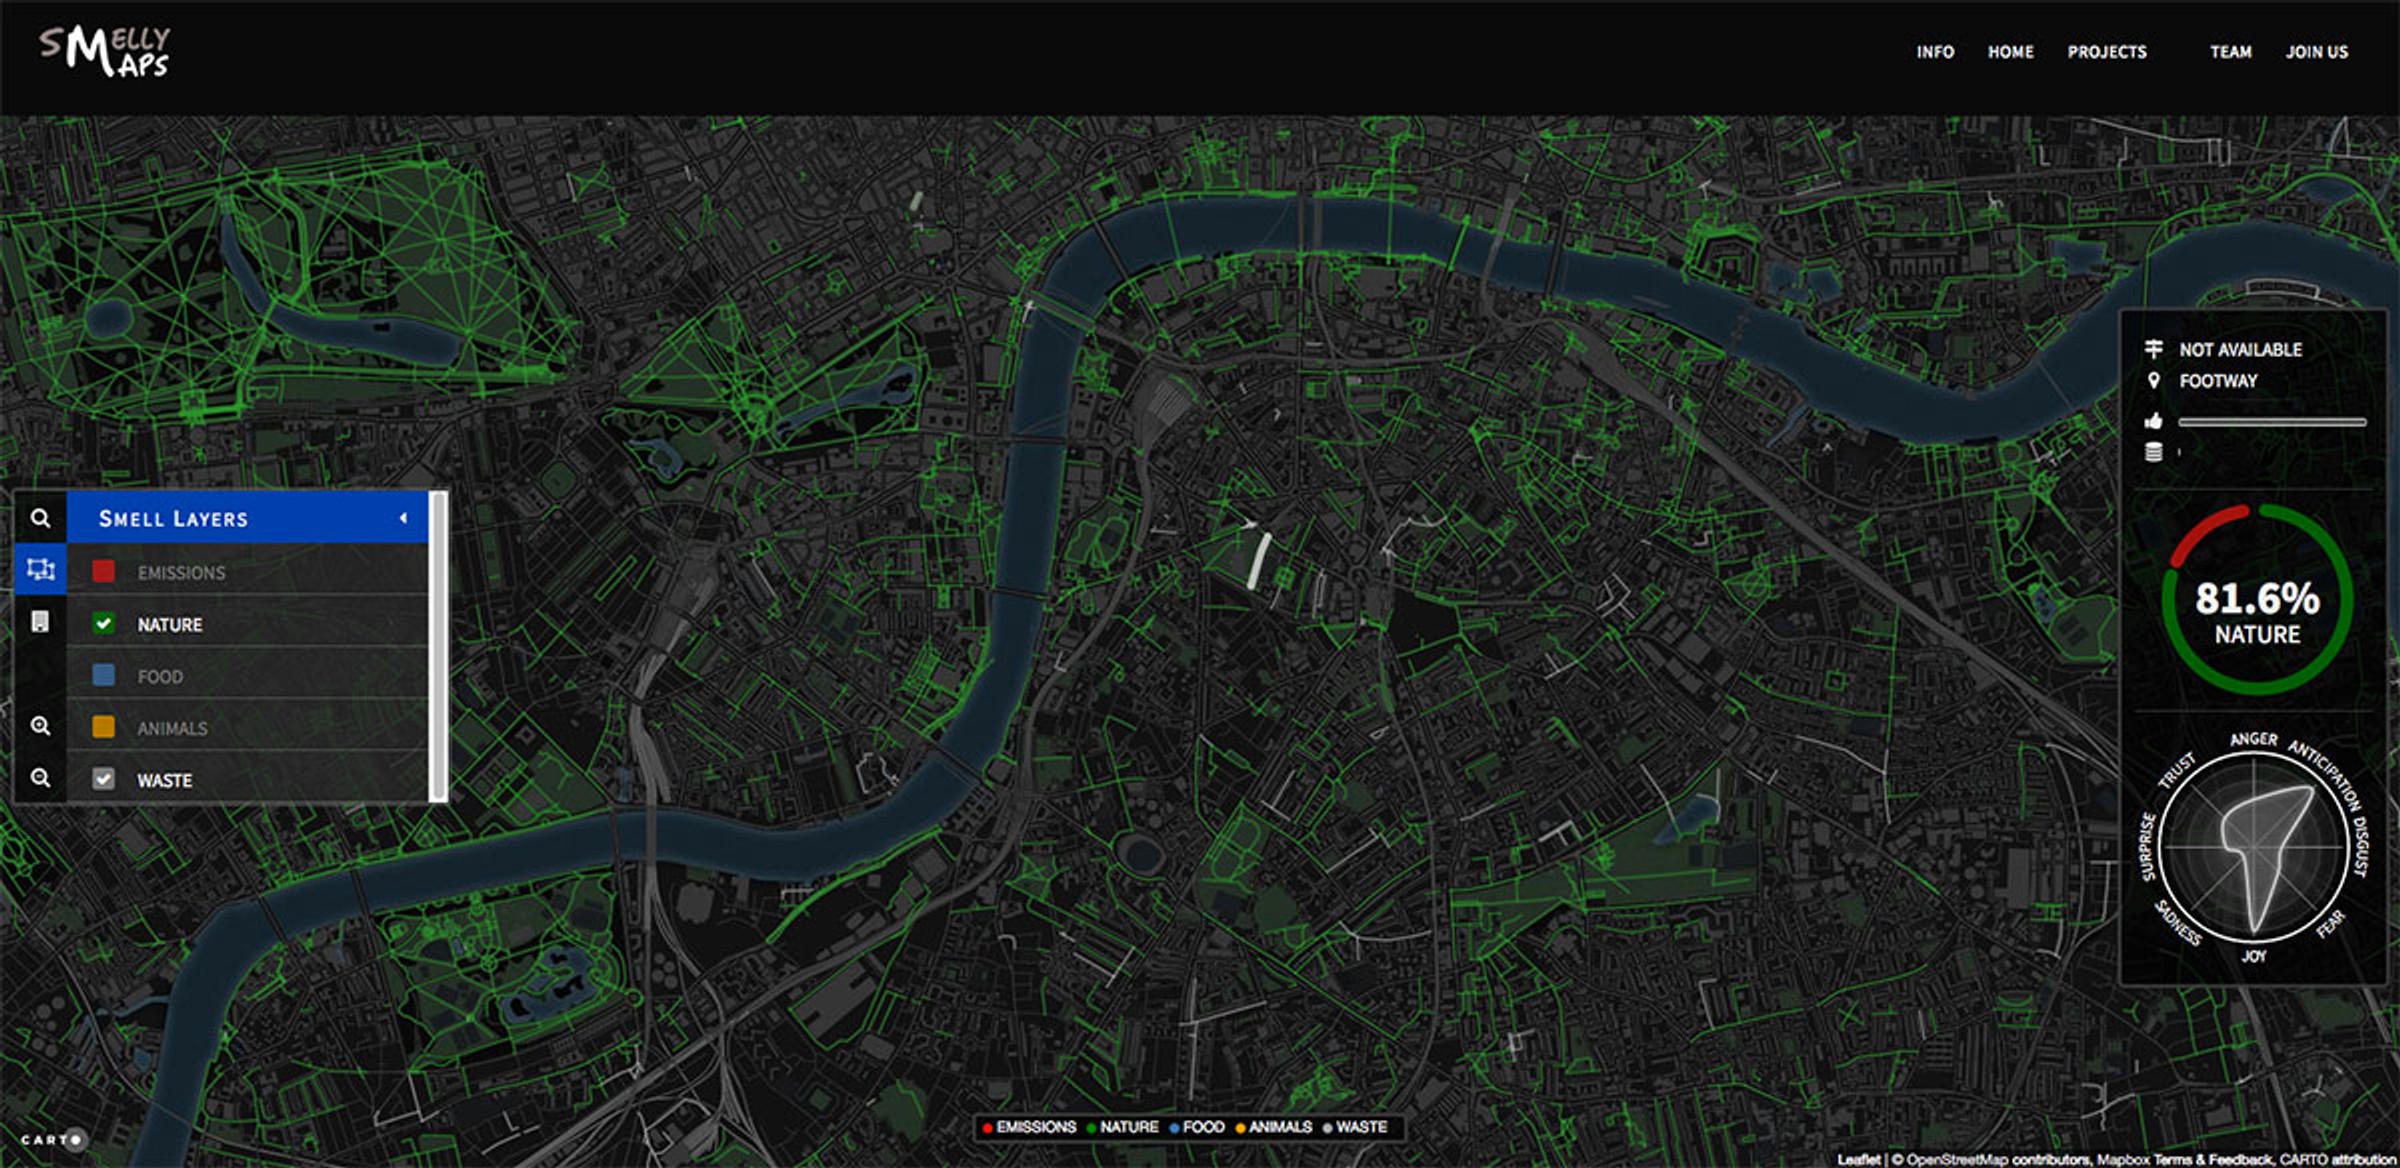 SMELLY
MAPS
INFO HOME PROJECTS TEAM JOIN US
SMELL LAYERS
EMISSIONS
NATURE
FOOD
ANIMALS
WASTE
NOT AVAILABLE
FOOTWAY
81.6%
NATURE
ANGER
ANTICIPATION
DISGUST
FEAR
JOY
SADNESS
SURPRISE
TRUST
EMISSIONS NATURE FOOD ANIMALS WASTE
CARTO
Leaflet | © OpenStreetMap contributors, Mapbox Terms & Feedback, CARTO attribution